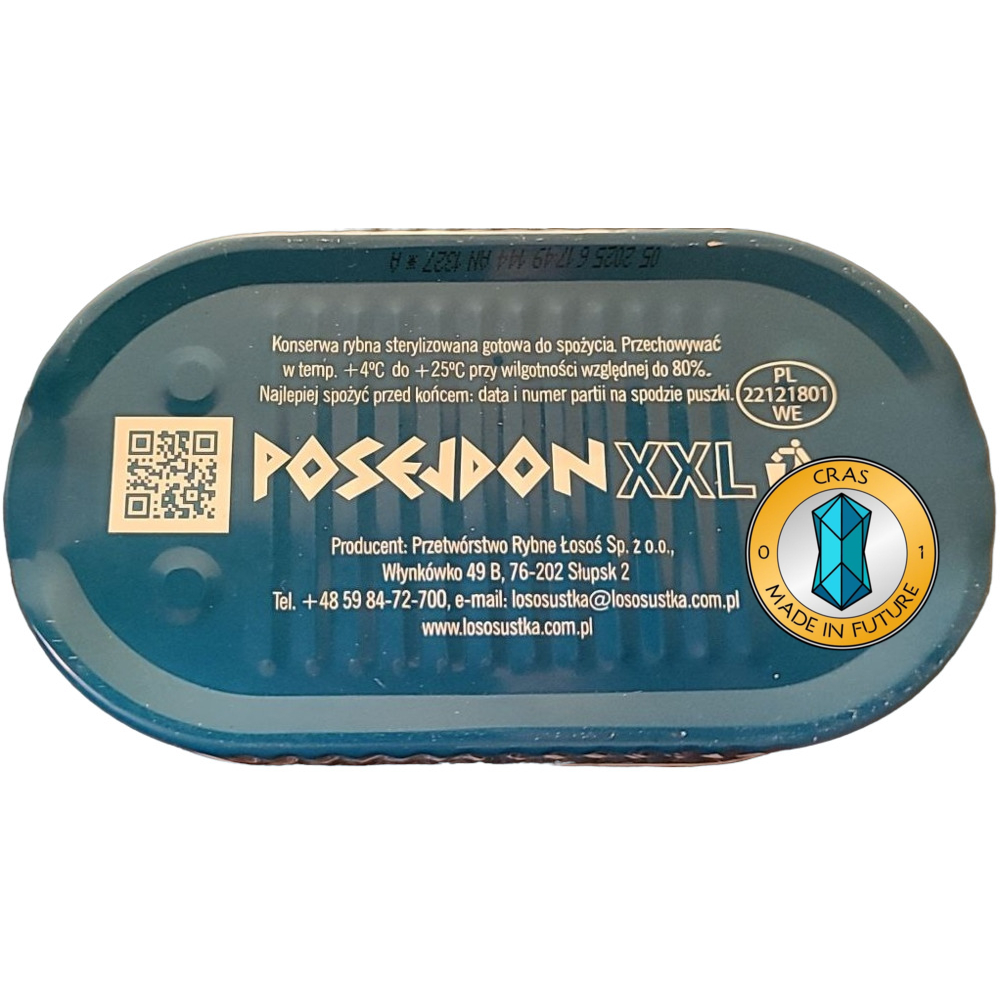 05 2025 6 17:49 144 AN 1327 * A
Konserwa rybna sterylizowana gotowa do spożycia. Przechowywać
w temp. +4ºC do +25ºC przy wilgotności względnej do 80%.
Najlepiej spożyć przed końcem: data i numer partii na spodzie puszki.
PL
22121801
WE
POSEJDON XXL
Producent: Przetwórstwo Rybne Łosoś Sp. z o.o.,
Włynkówko 49 B, 76-202 Słupsk 2
Tel. +48 59 84-72-700, e-mail: lososustka@lososustka.com.pl
www.lososustka.com.pl
CRAS
0 1
MADE IN FUTURE